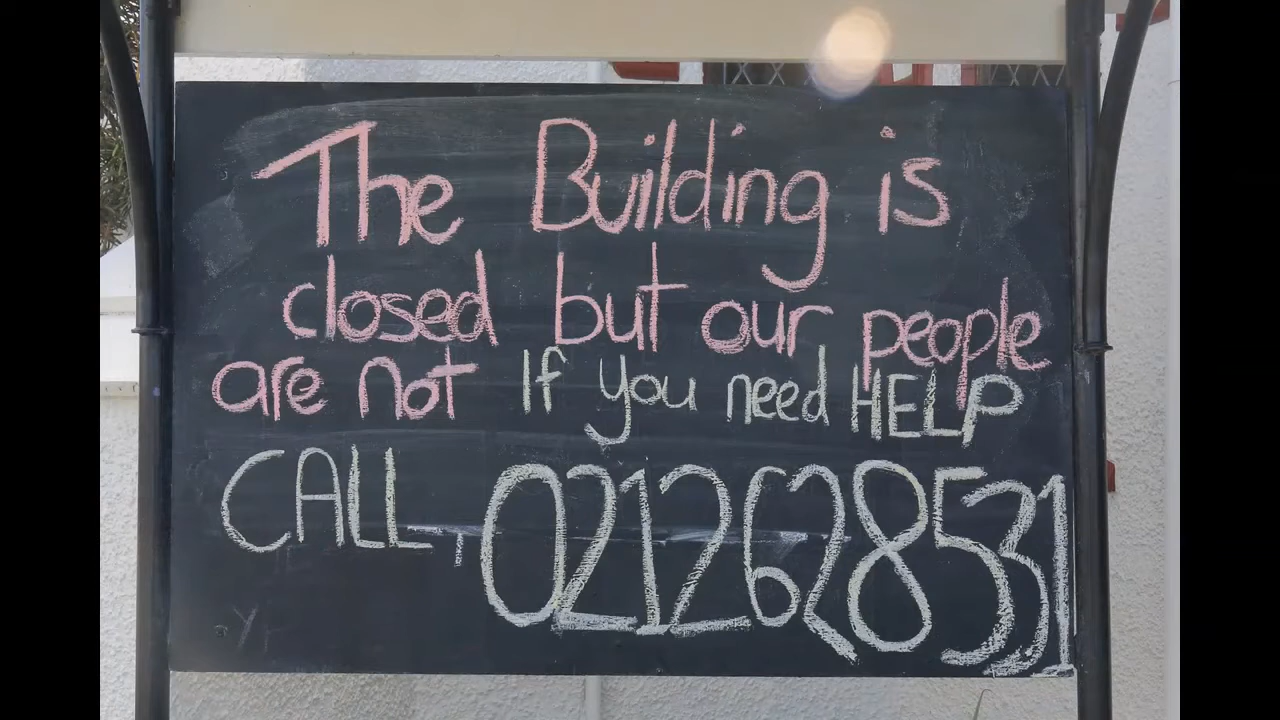 The Building is
closed but our people
are not If you need HELP
CALL, 0212628531